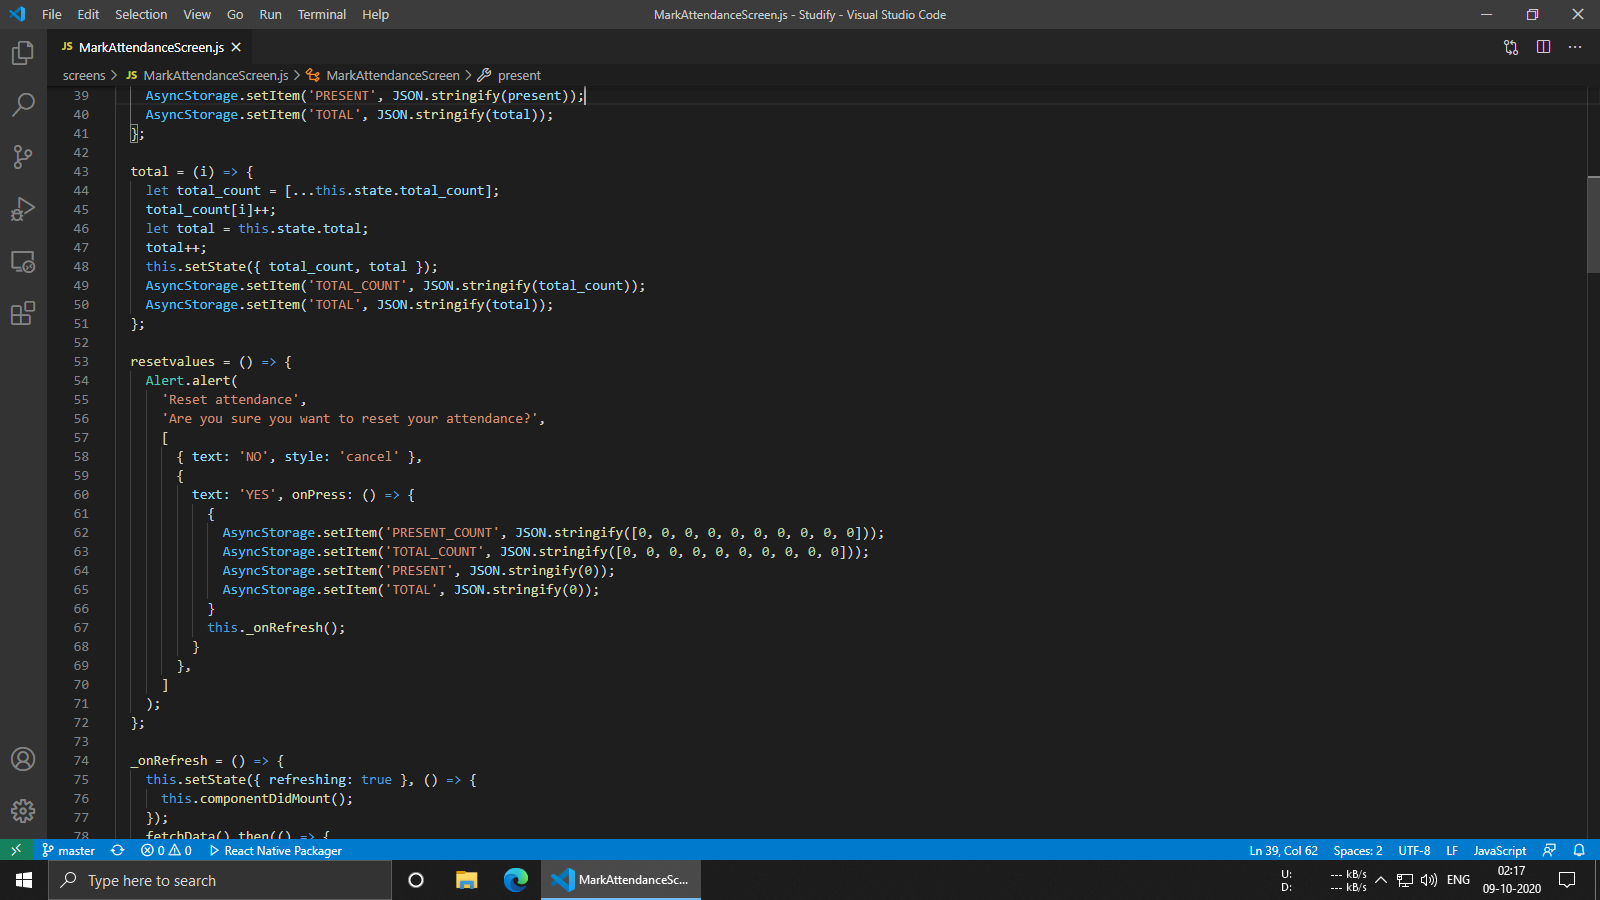 File Edit Selection View Go Run Terminal Help
MarkAttendanceScreen.js - Studify - Visual Studio Code
JS MarkAttendanceScreen.js
screens > JS MarkAttendanceScreen.js > MarkAttendanceScreen > present
39 AsyncStorage.setItem('PRESENT', JSON.stringify(present));
40 AsyncStorage.setItem('TOTAL', JSON.stringify(total));
41 };
42
43 total = (i) => {
44 let total_count = [...this.state.total_count];
45 total_count[i]++;
46 let total = this.state.total;
47 total++;
48 this.setState({ total_count, total });
49 AsyncStorage.setItem('TOTAL_COUNT', JSON.stringify(total_count));
50 AsyncStorage.setItem('TOTAL', JSON.stringify(total));
51 };
52
53 resetvalues = () => {
54 Alert.alert(
55 'Reset attendance',
56 'Are you sure you want to reset your attendance?',
57 [
58 { text: 'NO', style: 'cancel' },
59 {
60 text: 'YES', onPress: () => {
61 {
62 AsyncStorage.setItem('PRESENT_COUNT', JSON.stringify([0, 0, 0, 0, 0, 0, 0, 0, 0, 0]));
63 AsyncStorage.setItem('TOTAL_COUNT', JSON.stringify([0, 0, 0, 0, 0, 0, 0, 0, 0, 0]));
64 AsyncStorage.setItem('PRESENT', JSON.stringify(0));
65 AsyncStorage.setItem('TOTAL', JSON.stringify(0));
66 }
67 this._onRefresh();
68 }
69 },
70 ]
71 );
72 };
73
74 _onRefresh = () => {
75 this.setState({ refreshing: true }, () => {
76 this.componentDidMount();
77 });
78 fetchData().then(() => {
master 0 0 React Native Packager
Ln 39, Col 62 Spaces: 2 UTF-8 LF JavaScript
Type here to search
MarkAttendanceSc...
U: --- kB/s
D: --- kB/s
ENG
02:17
09-10-2020